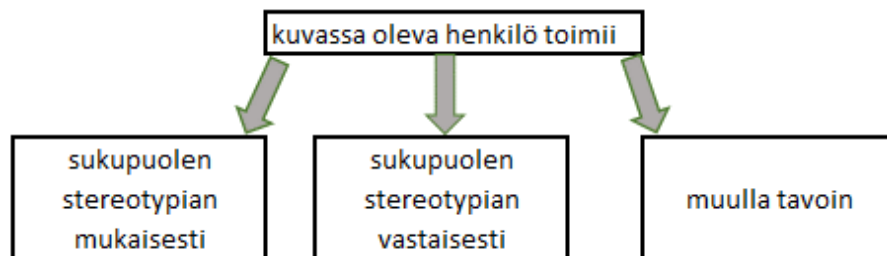 kuvassa oleva henkilö toimii
sukupuolen
stereotypian
mukaisesti
sukupuolen
stereotypian
vastaisesti
muulla tavoin